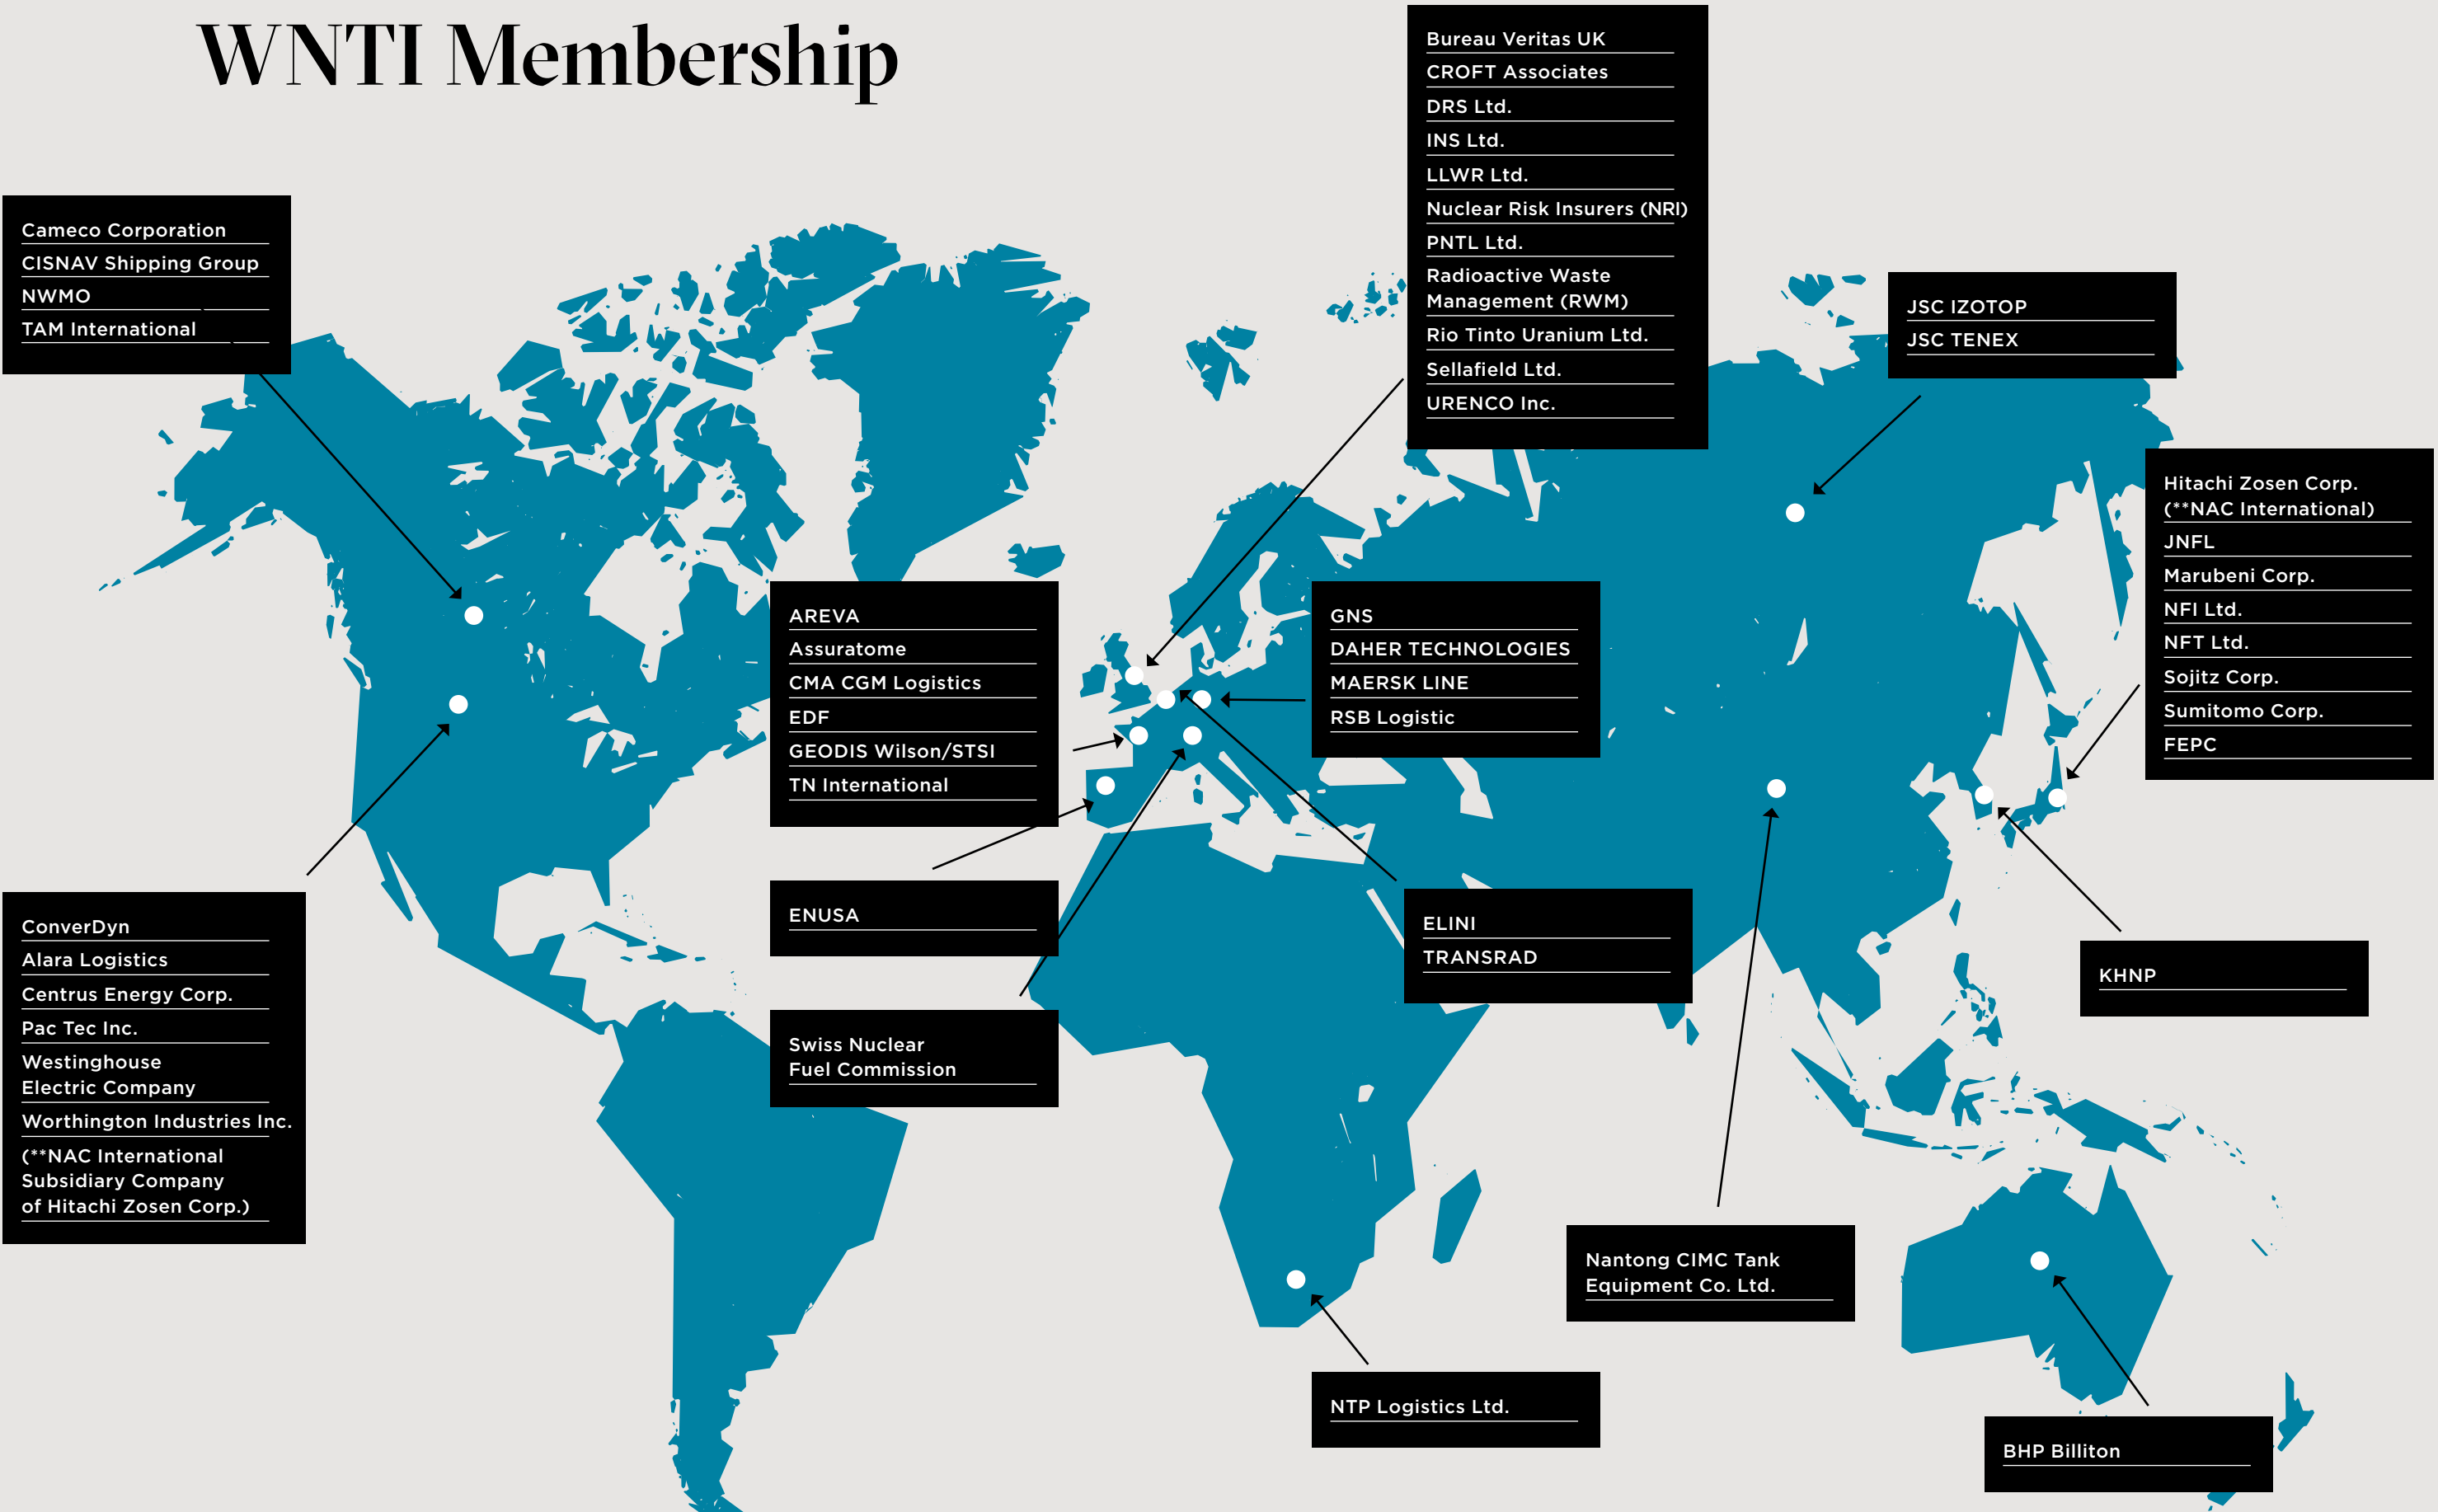 WNTI Membership
Cameco Corporation
CISNAV Shipping Group
NWMO
TAM International
Bureau Veritas UK
CROFT Associates
DRS Ltd.
INS Ltd.
LLWR Ltd.
Nuclear Risk Insurers (NRI)
PNTL Ltd.
Radioactive Waste
Management (RWM)
Rio Tinto Uranium Ltd.
Sellafield Ltd.
URENCO Inc.
JSC IZOTOP
JSC TENEX
Hitachi Zosen Corp.
(**NAC International)
JNFL
Marubeni Corp.
NFI Ltd.
NFT Ltd.
Sojitz Corp.
Sumitomo Corp.
FEPC
AREVA
Assuratome
CMA CGM Logistics
EDF
GEODIS Wilson/STSI
TN International
GNS
DAHER TECHNOLOGIES
MAERSK LINE
RSB Logistic
ConverDyn
Alara Logistics
Centrus Energy Corp.
Pac Tec Inc.
Westinghouse
Electric Company
Worthington Industries Inc.
(**NAC International
Subsidiary Company
of Hitachi Zosen Corp.)
ENUSA
ELINI
TRANSRAD
KHNP
Swiss Nuclear
Fuel Commission
Nantong CIMC Tank
Equipment Co. Ltd.
NTP Logistics Ltd.
BHP Billiton